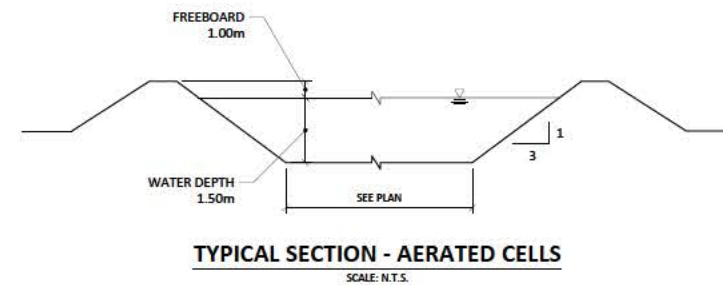 FREEBOARD
1.00m
1
3
WATER DEPTH
1.50m
SEE PLAN
TYPICAL SECTION - AERATED CELLS
SCALE: N.T.S.